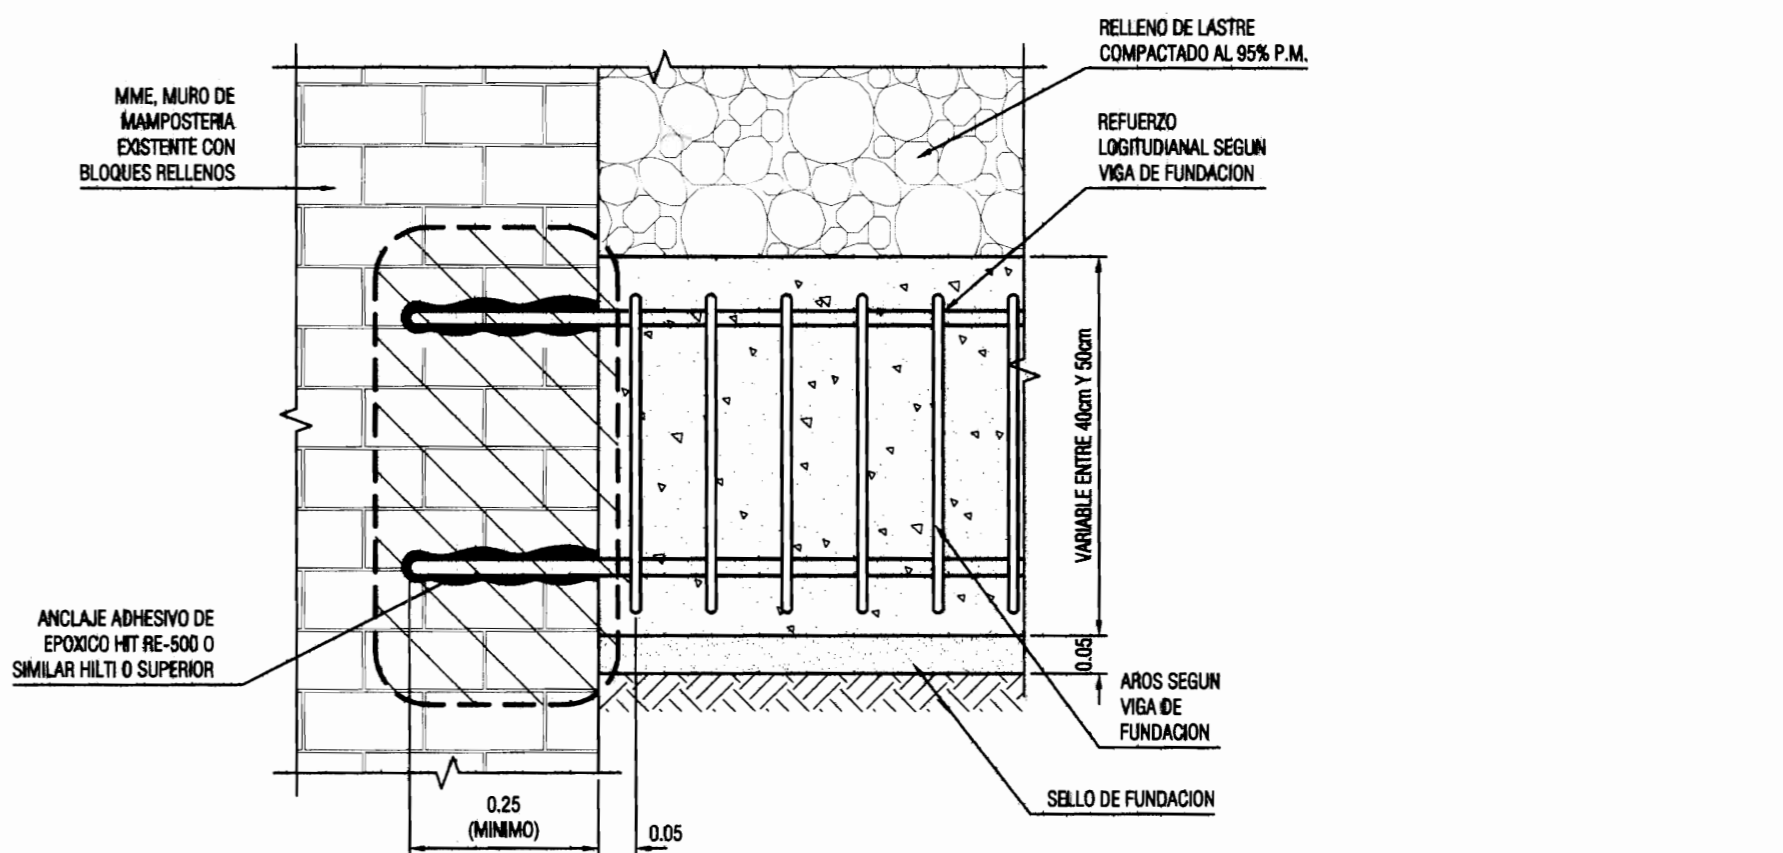 RELLENO DE LASTRE
COMPACTADO AL 95% P.M.
MME, MURO DE
MAMPOSTERIA
EXISTENTE CON
BLOQUES RELLENOS
REFUERZO
LOGITUDIANAL SEGUN
VIGA DE FUNDACION
VARIABLE ENTRE 40cm Y 50cm
ANCLAJE ADHESIVO DE
EPOXICO HIT RE-500 O
SIMILAR HILTI O SUPERIOR
0.05
AROS SEGUN
VIGA DE
FUNDACION
SELLO DE FUNDACION
0.25
(MINIMO)
0.05